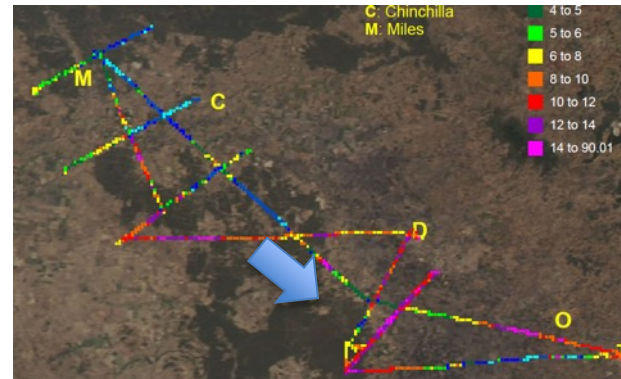 C: Chinchilla
M: Miles
4 to 5
5 to 6
6 to 8
8 to 10
10 to 12
12 to 14
14 to 90.01
M
C
D
O